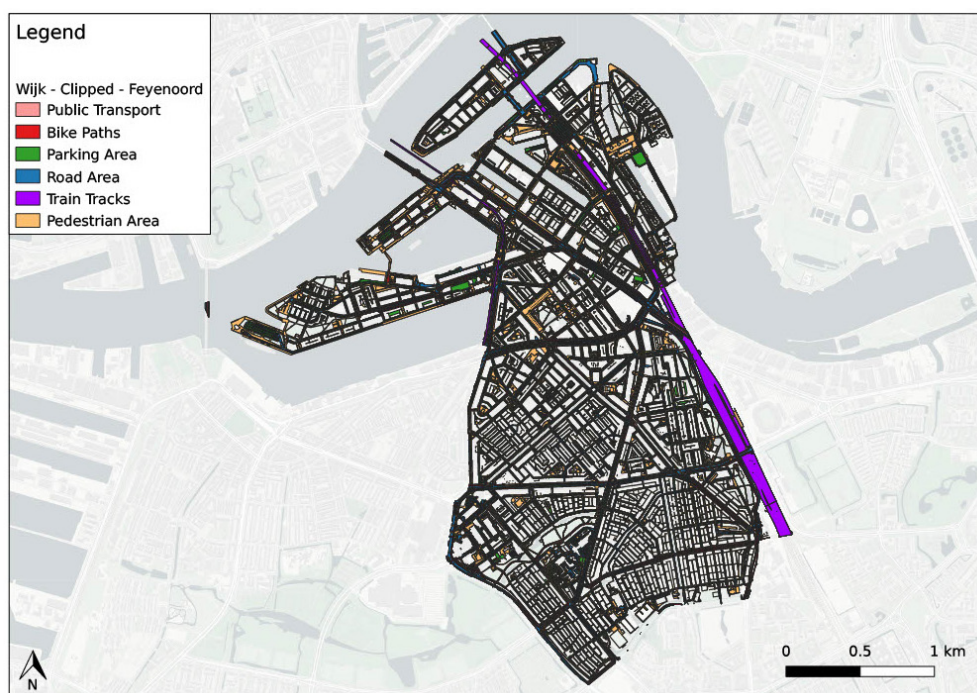 Legend
Wijk - Clipped - Feyenoord
Public Transport
Bike Paths
Parking Area
Road Area
Train Tracks
Pedestrian Area
0 0.5 1 km
N